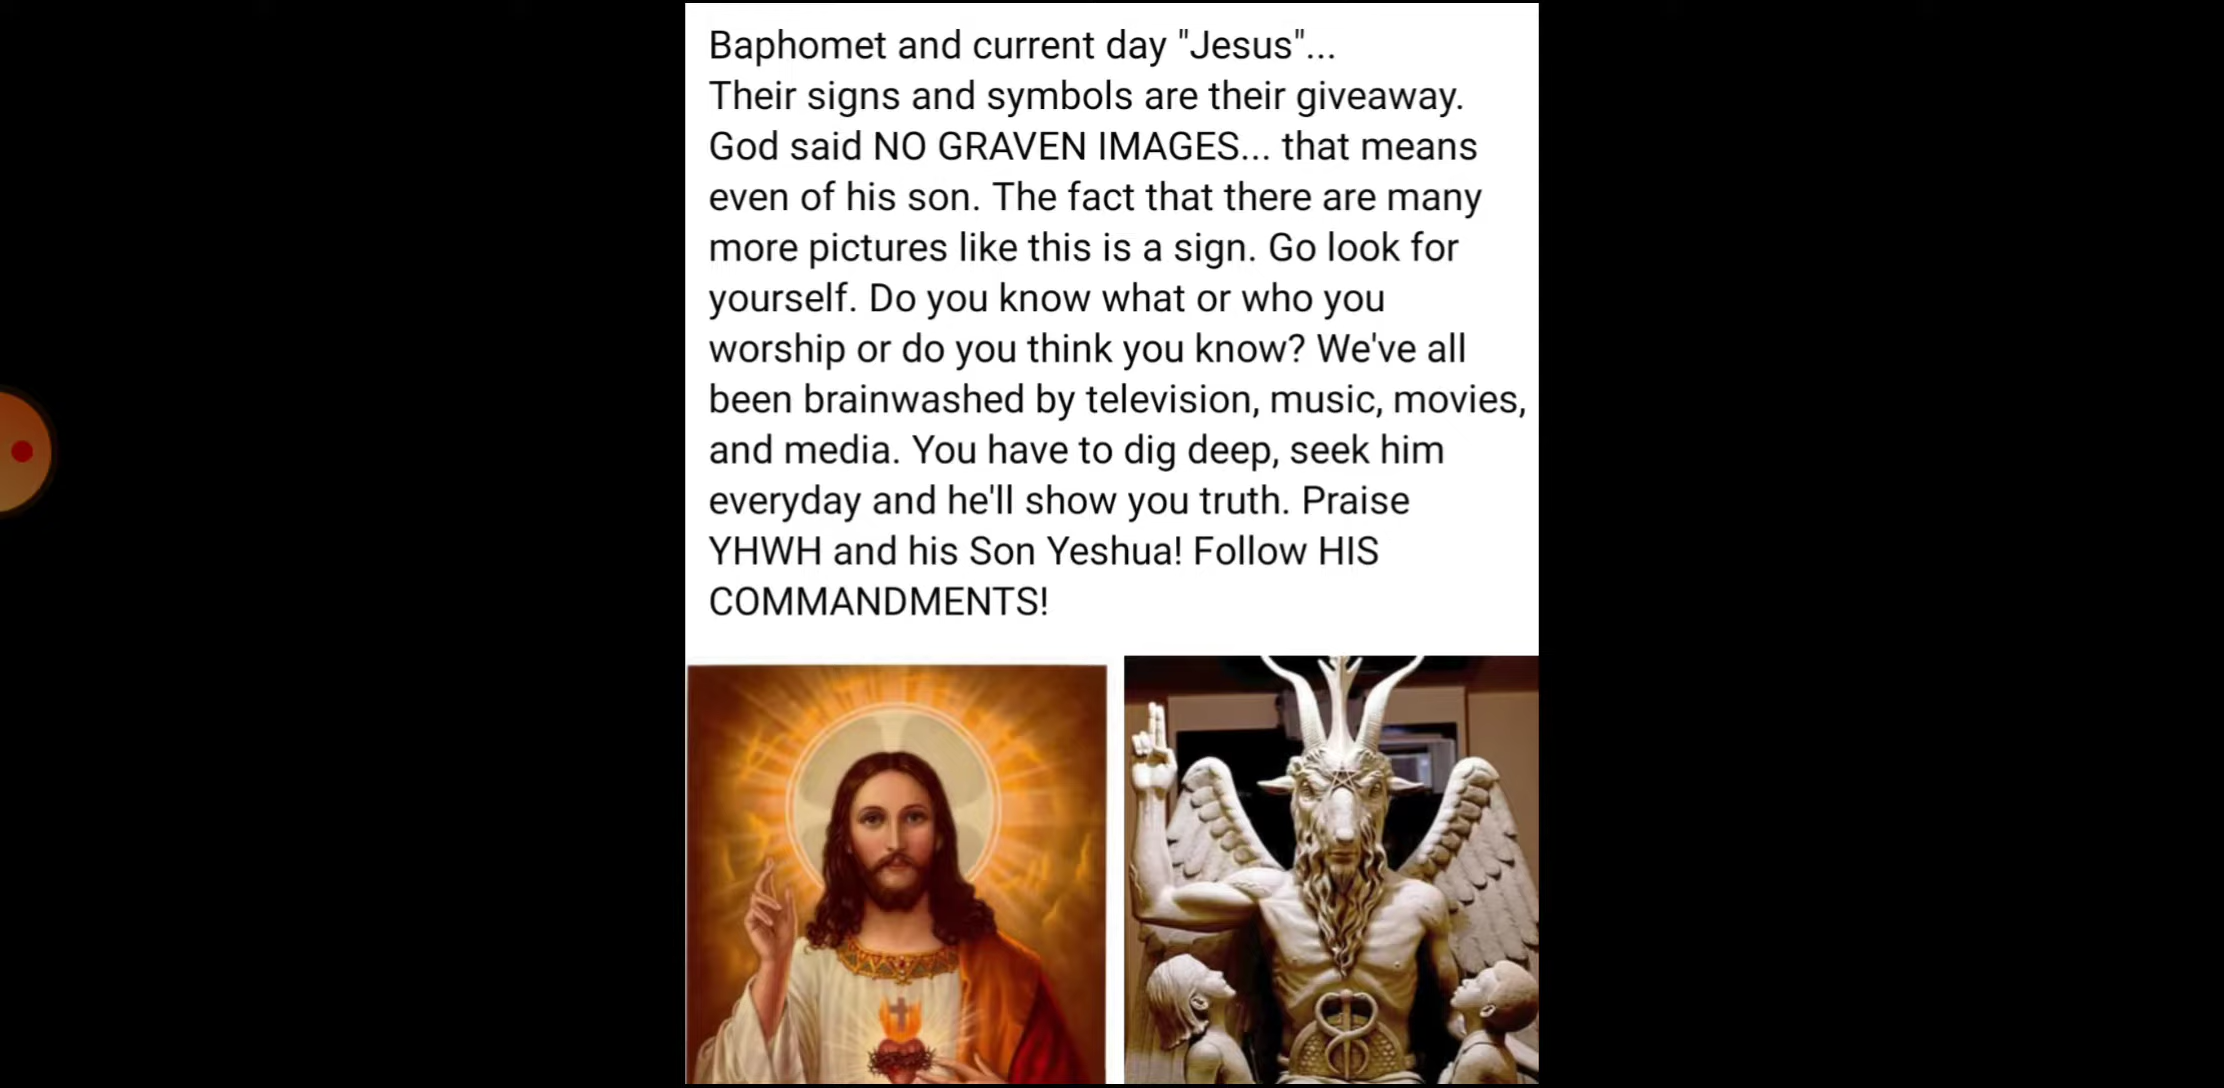 Baphomet and current day "Jesus"...
Their signs and symbols are their giveaway.
God said NO GRAVEN IMAGES... that means
even of his son. The fact that there are many
more pictures like this is a sign. Go look for
yourself. Do you know what or who you
worship or do you think you know? We've all
been brainwashed by television, music, movies,
and media. You have to dig deep, seek him
everyday and he'll show you truth. Praise
YHWH and his Son Yeshua! Follow HIS
COMMANDMENTS!